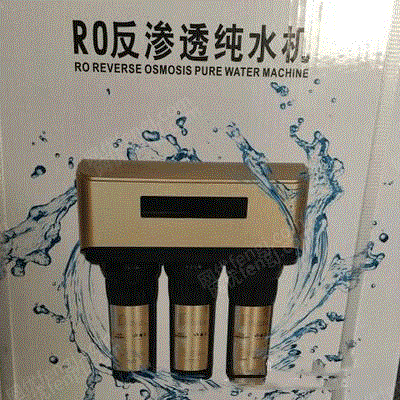 RO反渗透纯水机
RO REVERSE OSMOSIS PURE WATER MACHINE